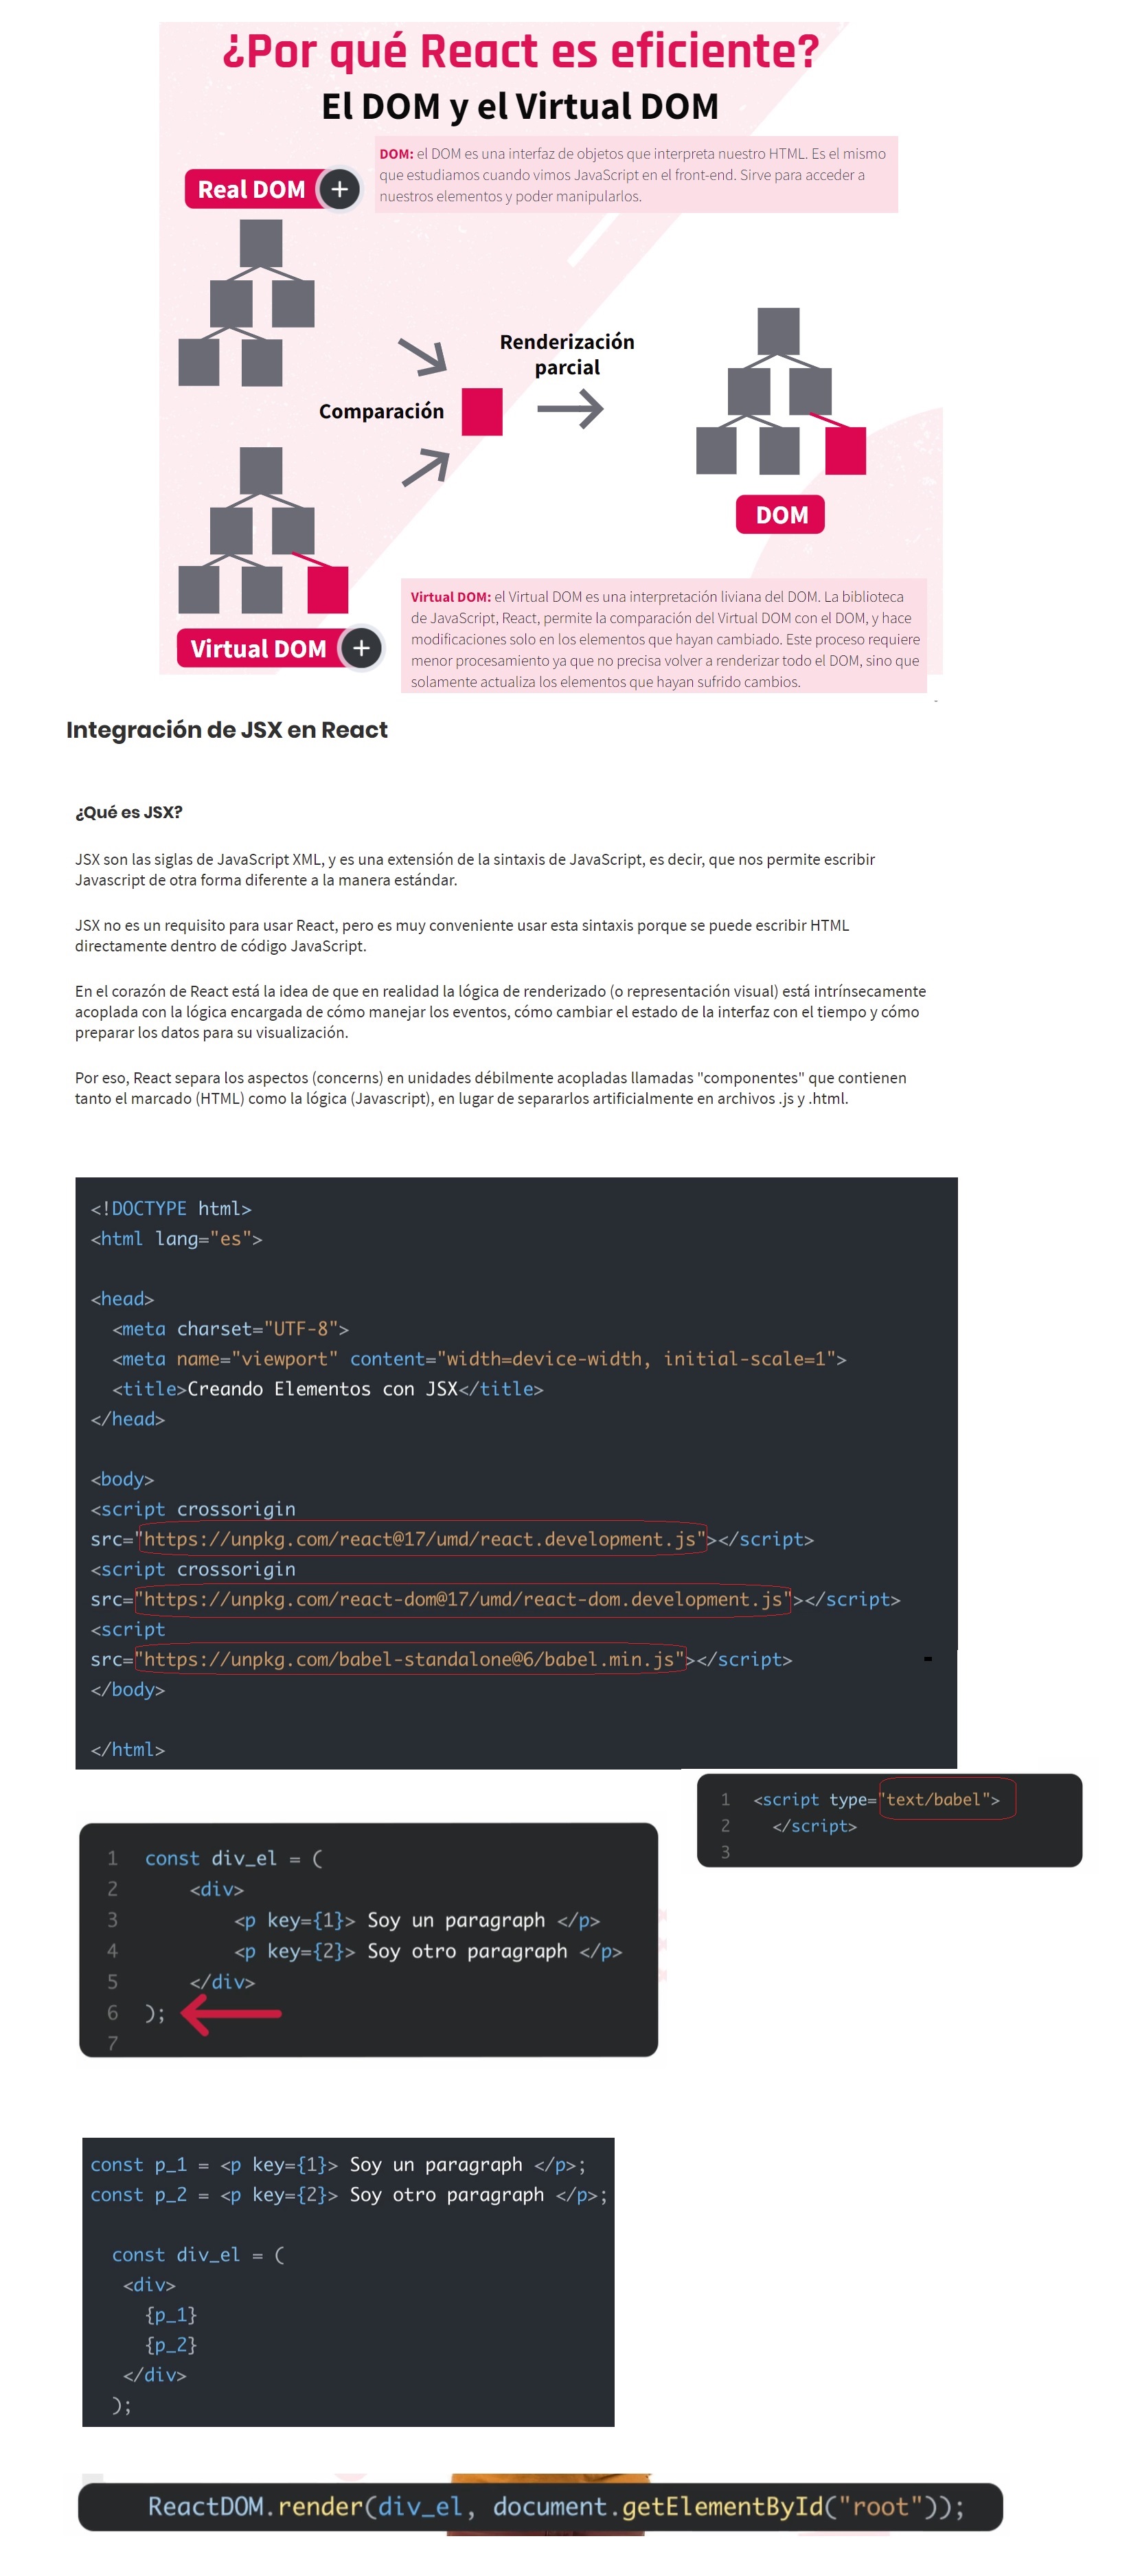 ¿Por qué React es eficiente?
El DOM y el Virtual DOM
DOM: el DOM es una interfaz de objetos que interpreta nuestro HTML. Es el mismo
que estudiamos cuando vimos JavaScript en el front-end. Sirve para acceder a
nuestros elementos y poder manipularlos.
Real DOM +
Renderización
parcial
Comparación
DOM
Virtual DOM: el Virtual DOM es una interpretación liviana del DOM. La biblioteca
de JavaScript, React, permite la comparación del Virtual DOM con el DOM, y hace
modificaciones solo en los elementos que hayan cambiado. Este proceso requiere
menor procesamiento ya que no precisa volver a renderizar todo el DOM, sino que
solamente actualiza los elementos que hayan sufrido cambios.
Virtual DOM +
Integración de JSX en React
¿Qué es JSX?
JSX son las siglas de JavaScript XML, y es una extensión de la sintaxis de JavaScript, es decir, que nos permite escribir
Javascript de otra forma diferente a la manera estándar.
JSX no es un requisito para usar React, pero es muy conveniente usar esta sintaxis porque se puede escribir HTML
directamente dentro de código JavaScript.
En el corazón de React está la idea de que en realidad la lógica de renderizado (o representación visual) está intrínsecamente
acoplada con la lógica encargada de cómo manejar los eventos, cómo cambiar el estado de la interfaz con el tiempo y cómo
preparar los datos para su visualización.
Por eso, React separa los aspectos (concerns) en unidades débilmente acopladas llamadas "componentes" que contienen
tanto el marcado (HTML) como la lógica (Javascript), en lugar de separarlos artificialmente en archivos .js y .html.
<!DOCTYPE html>
<html lang="es">
<head>
<meta charset="UTF-8">
<meta name="viewport" content="width=device-width, initial-scale=1">
<title>Creando Elementos con JSX</title>
</head>
<body>
<script crossorigin
src="https://unpkg.com/react@17/umd/react.development.js"></script>
<script crossorigin
src="https://unpkg.com/react-dom@17/umd/react-dom.development.js"></script>
<script
src="https://unpkg.com/babel-standalone@6/babel.min.js"></script>
</body>
</html>
1 <script type="text/babel">
2 </script>
3
1 const div_el = (
2 <div>
3 <p key={1}> Soy un paragraph </p>
4 <p key={2}> Soy otro paragraph </p>
5 </div>
6 );
7
const p_1 = <p key={1}> Soy un paragraph </p>;
const p_2 = <p key={2}> Soy otro paragraph </p>;
const div_el = (
<div>
{p_1}
{p_2}
</div>
);
ReactDOM.render(div_el, document.getElementById("root"));